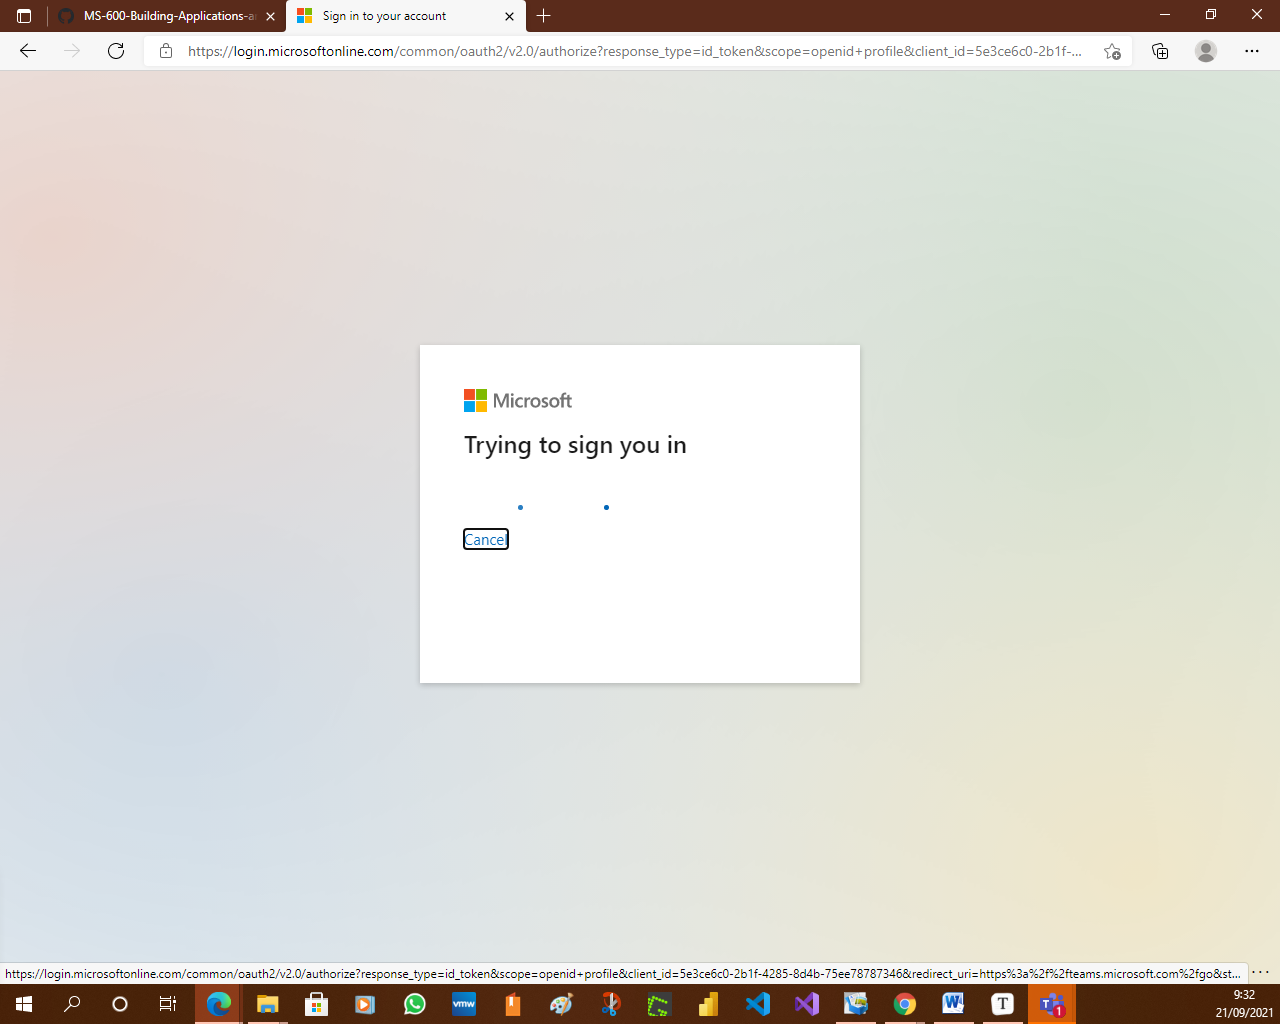 MS-600-Building-Applications-a
Sign in to your account
https://login.microsoftonline.com/common/oauth2/v2.0/authorize?response_type=id_token&scope=openid+profile&client_id=5e3ce6c0-2b1f-...
Microsoft
Trying to sign you in
Cancel
https://login.microsoftonline.com/common/oauth2/v2.0/authorize?response_type=id_token&scope=openid+profile&client_id=5e3ce6c0-2b1f-4285-8d4b-75ee78787346&redirect_uri=https%3a%2f%2fteams.microsoft.com%2fgo&st...
vmw
W
T
1
9:32
21/09/2021